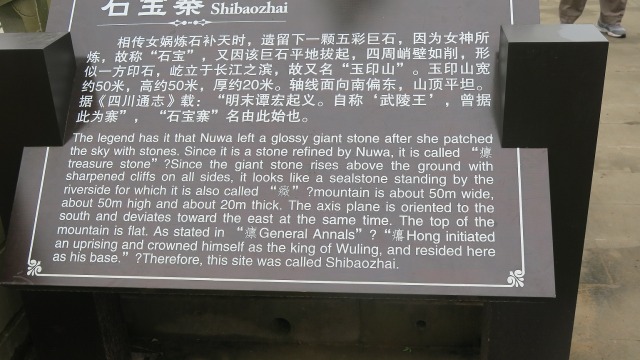 石宝寨 Shibaozhai
相传女娲炼石补天时，遗留下一颗五彩巨石，因为女神所
炼，故称“石宝”，又因该巨石平地拔起，四周峭壁如削，形
似一方印石，屹立于长江之滨，故又名“玉印山”。玉印山宽
约50米，高约50米，厚约20米。轴线面向南偏东，山顶平坦。
据《四川通志》载：“明末谭宏起义。自称‘武陵王’，曾据
此为寨”，“石宝寨”名由此始也。
The legend has it that Nuwa left a glossy giant stone after she patched
the sky with stones. Since it is a stone refined by Nuwa, it is called “
treasure stone” ?Since the giant stone rises above the ground with
sharpened cliffs on all sides, it looks like a sealstone standing by the
riverside for which it is also called “ ” ?mountain is about 50m wide,
about 50m high and about 20m thick. The axis plane is oriented to the
south and deviates toward the east at the same time. The top of the
mountain is flat. As stated in “ General Annals” ? “ Hong initiated
an uprising and crowned himself as the king of Wuling, and resided here
as his base.” ?Therefore, this site was called Shibaozhai.